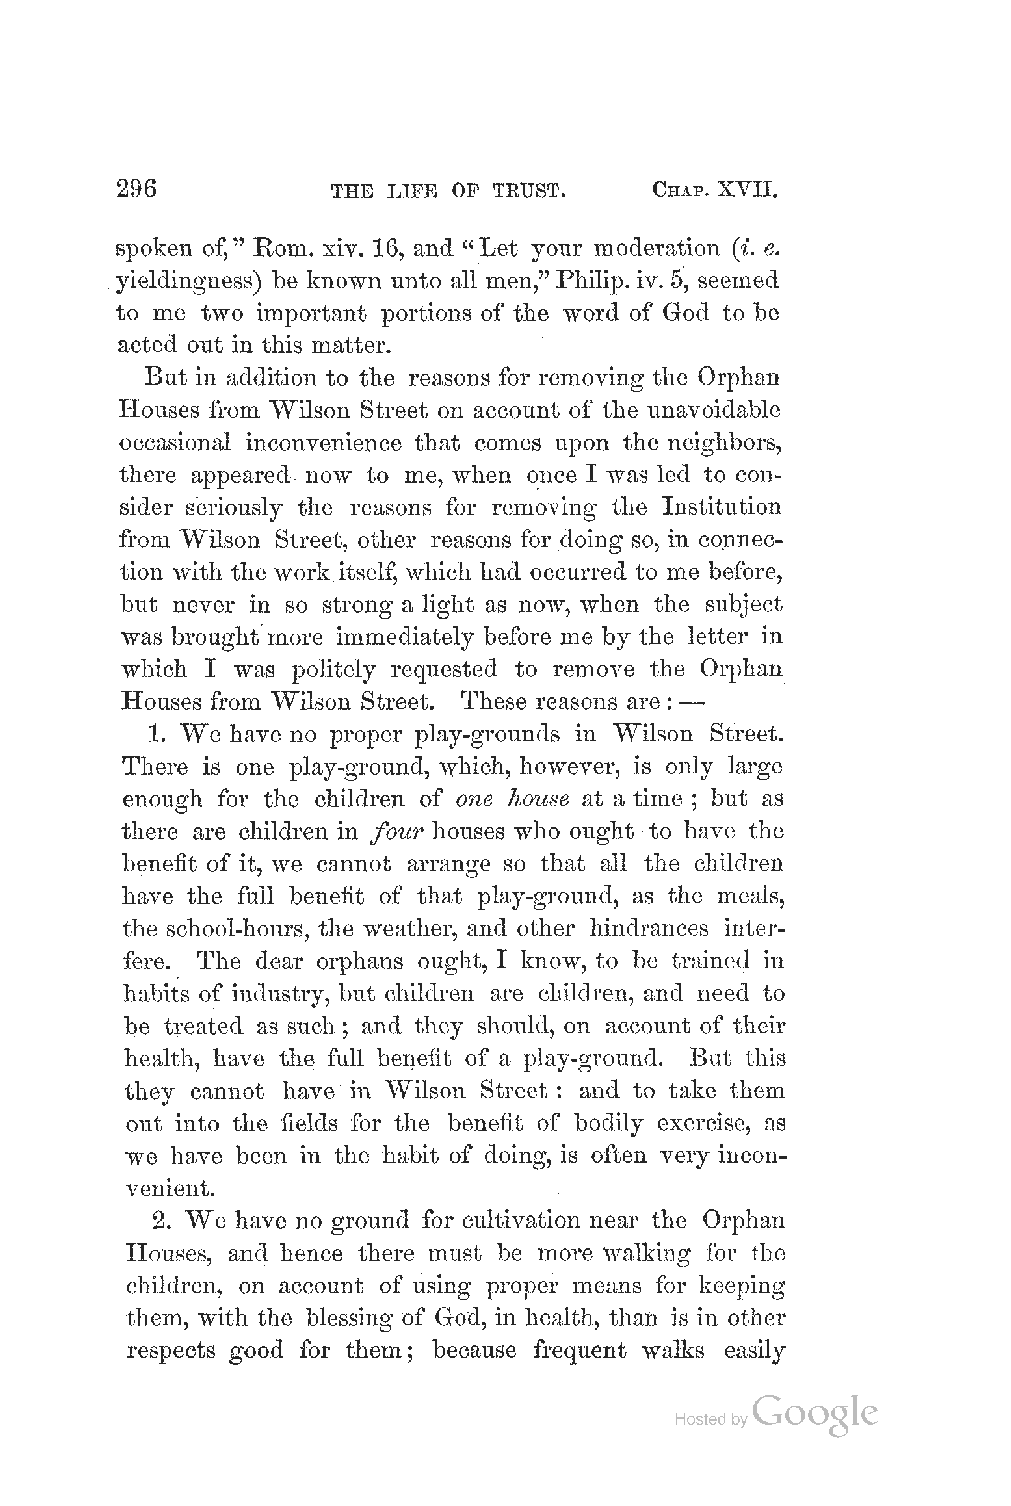 296 THE LIFE OF TRUST. CHAP. XVII.
spoken of,” Rom. xiv. 16, and “Let your moderation (i. e.
yieldingness) be known unto all men,” Philip. iv. 5, seemed
to me two important portions of the word of God to be
acted out in this matter.
But in addition to the reasons for removing the Orphan
Houses from Wilson Street on account of the unavoidable
occasional inconvenience that comes upon the neighbors,
there appeared now to me, when once I was led to con-
sider seriously the reasons for removing the Institution
from Wilson Street, other reasons for doing so, in connec-
tion with the work itself, which had occurred to me before,
but never in so strong a light as now, when the subject
was brought more immediately before me by the letter in
which I was politely requested to remove the Orphan
Houses from Wilson Street. These reasons are: —
1. We have no proper play-grounds in Wilson Street.
There is one play-ground, which, however, is only large
enough for the children of one house at a time; but as
there are children in four houses who ought to have the
benefit of it, we cannot arrange so that all the children
have the full benefit of that play-ground, as the meals,
the school-hours, the weather, and other hindrances inter-
fere. The dear orphans ought, I know, to be trained in
habits of industry, but children are children, and need to
be treated as such; and they should, on account of their
health, have the full benefit of a play-ground. But this
they cannot have in Wilson Street: and to take them
out into the fields for the benefit of bodily exercise, as
we have been in the habit of doing, is often very incon-
venient.
2. We have no ground for cultivation near the Orphan
Houses, and hence there must be more walking for the
children, on account of using proper means for keeping
them, with the blessing of God, in health, than is in other
respects good for them; because frequent walks easily
Hosted by Google